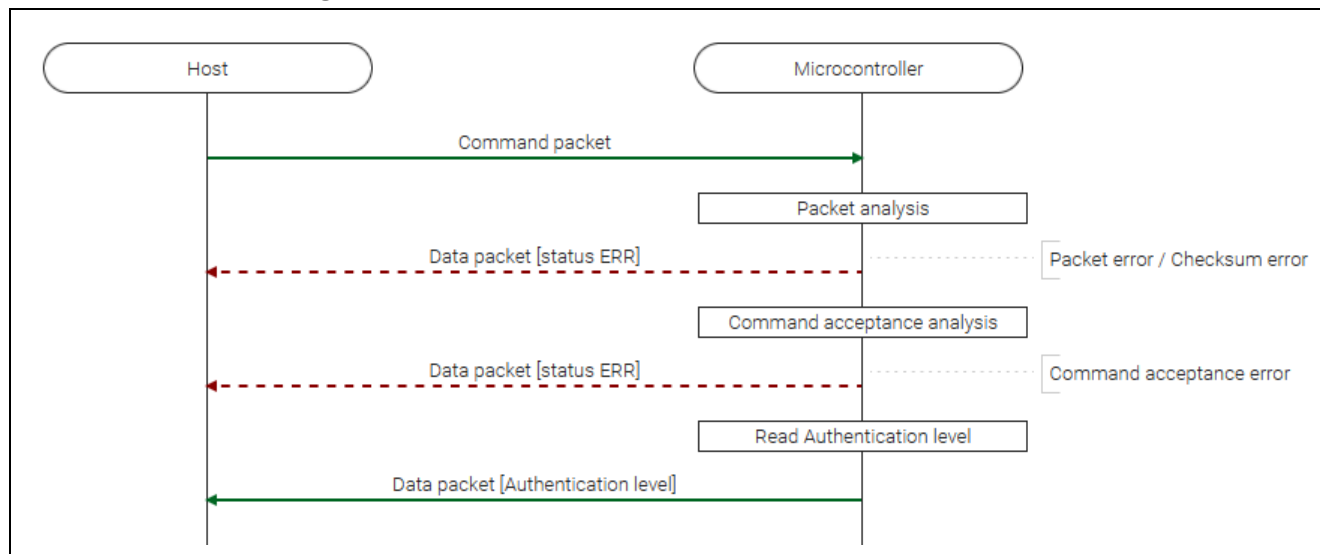 Host
Microcontroller
Command packet
Packet analysis
Data packet [status ERR]
Packet error / Checksum error
Command acceptance analysis
Data packet [status ERR]
Command acceptance error
Read Authentication level
Data packet [Authentication level]